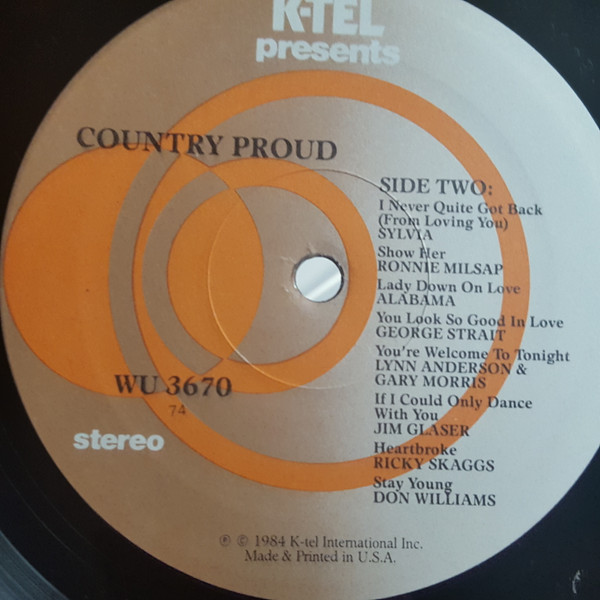 K-TEL
presents
COUNTRY PROUD
SIDE TWO:
I Never Quite Got Back
(From Loving You)
SYLVIA
Show Her
RONNIE MILSAP
Lady Down On Love
ALABAMA
You Look So Good In Love
GEORGE STRAIT
You're Welcome To Tonight
LYNN ANDERSON &
GARY MORRIS
If I Could Only Dance
With You
JIM GLASER
Heartbroke
RICKY SKAGGS
Stay Young
DON WILLIAMS
WU 3670
74
stereo
℗ © 1984 K-tel International Inc.
Made & Printed in U.S.A.